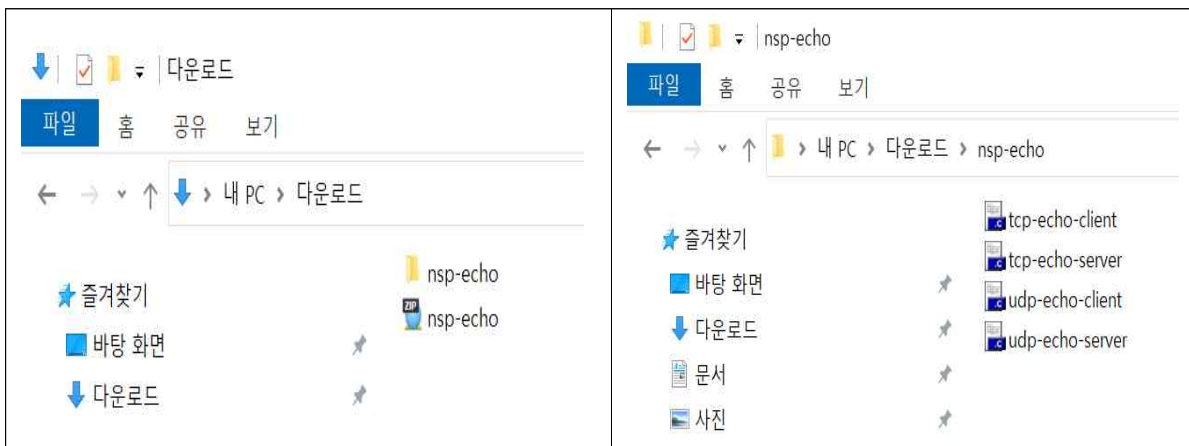 다운로드
파일 홈 공유 보기
내 PC > 다운로드
즐겨찾기
바탕 화면
다운로드
nsp-echo
ZIP
nsp-echo
nsp-echo
파일 홈 공유 보기
내 PC > 다운로드 > nsp-echo
즐겨찾기
바탕 화면
다운로드
문서
사진
.c
tcp-echo-client
.c
tcp-echo-server
.c
udp-echo-client
.c
udp-echo-server